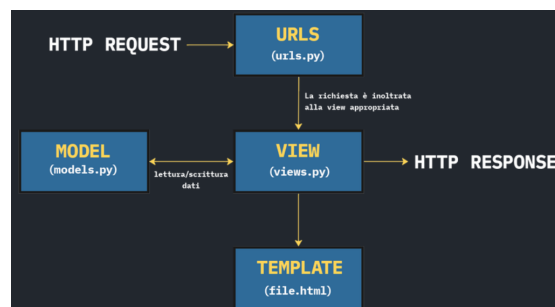 HTTP REQUEST
URLS
(urls.py)
La richiesta è inoltrata
alla view appropriata
MODEL
(models.py)
lettura/scrittura
dati
VIEW
(views.py)
HTTP RESPONSE
TEMPLATE
(file.html)